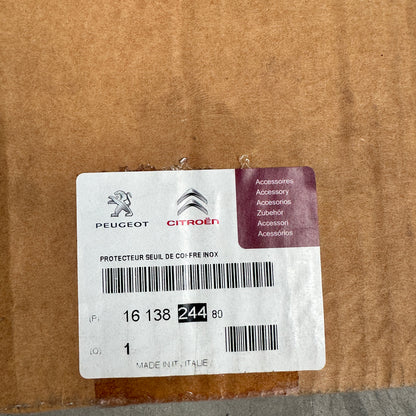 Accessoires
Accessory
Accesorios
Zubehör
Accessori
Acessórios
PEUGEOT
CITROËN
PROTECTEUR SEUIL DE COFFRE INOX
(P) 16 138 244 80
(Q) 1
MADE IN IT, ITALIE